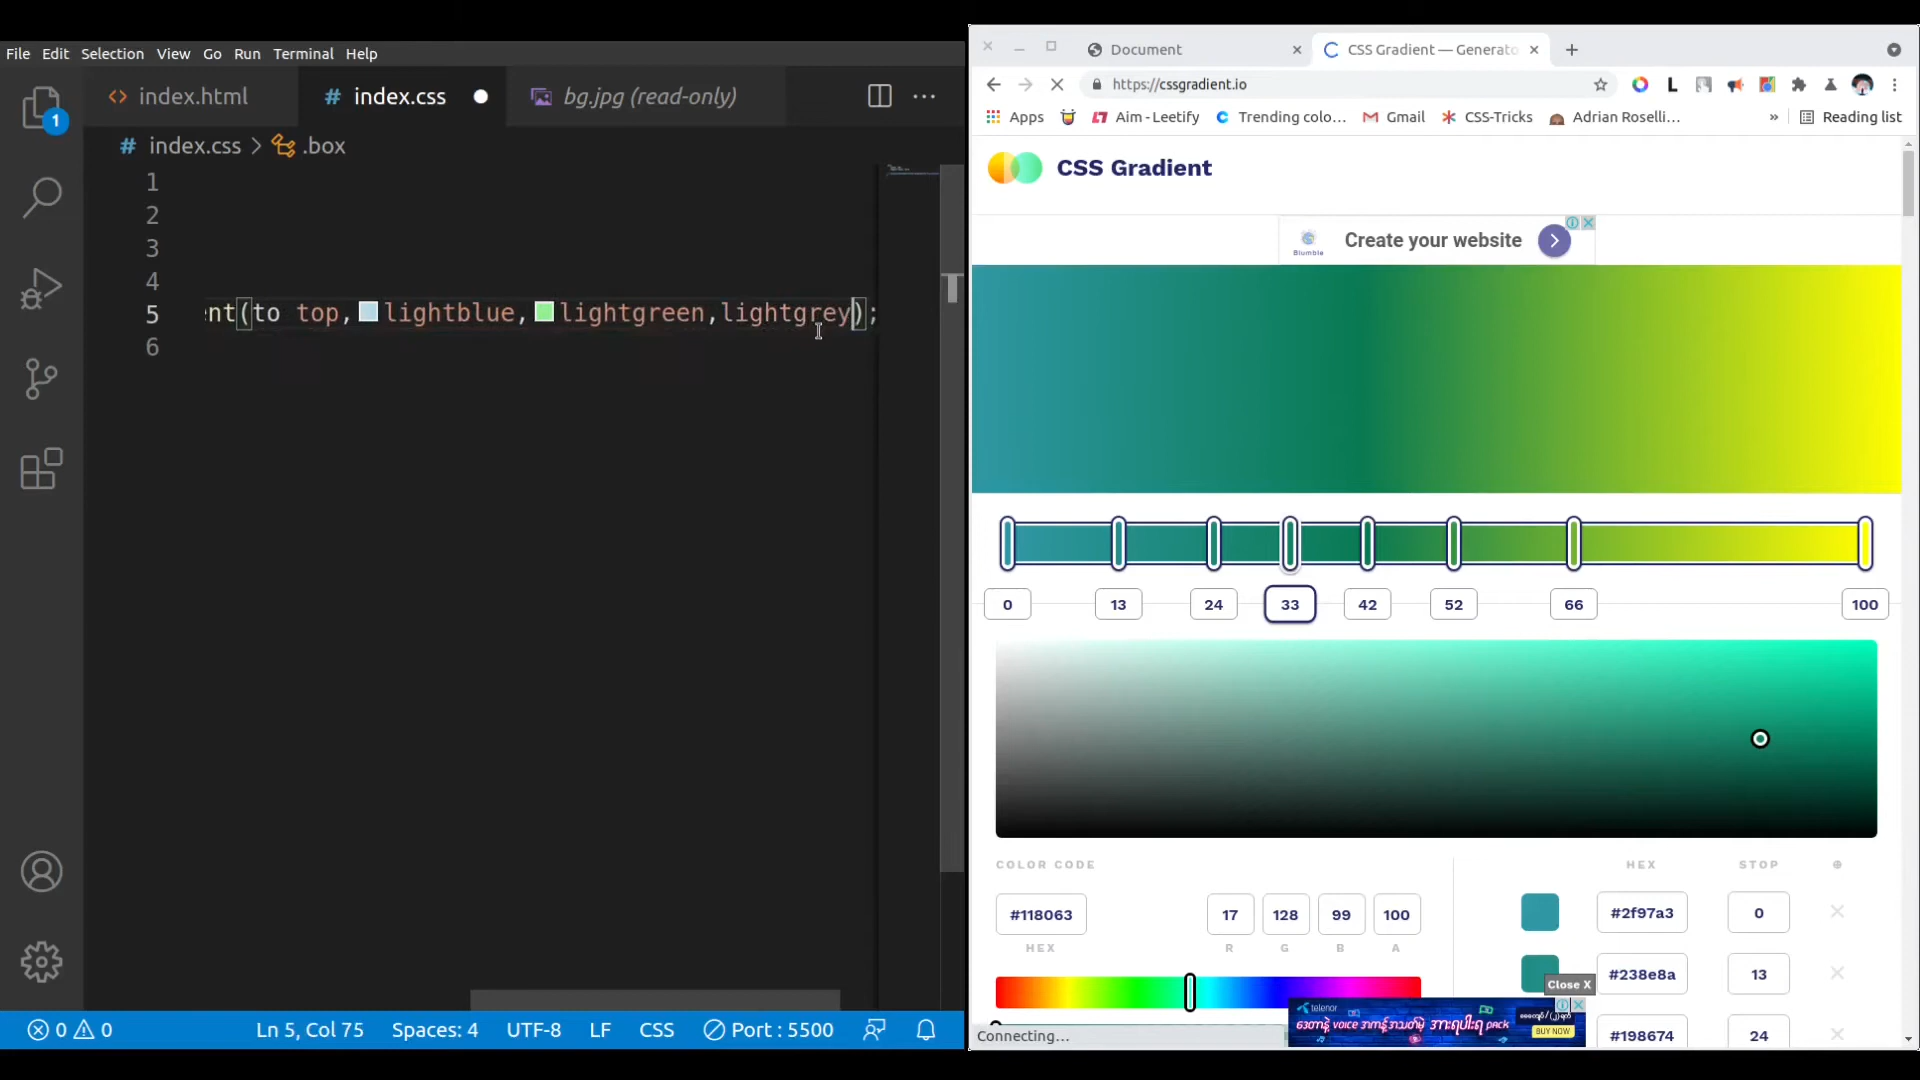 File Edit Selection View Go Run Terminal Help
index.html
# index.css
bg.jpg (read-only)
# index.css > .box
1
2
3
4
5
6
nt(to top, lightblue, lightgreen,lightgrey);
1
0 0
Ln 5, Col 75
Spaces: 4
UTF-8
LF
CSS
Port : 5500
Document
CSS Gradient — Generato
https://cssgradient.io
L
Apps
Aim - Leetify
Trending colo...
Gmail
CSS-Tricks
Adrian Roselli...
»
Reading list
CSS Gradient
Blumble
Create your website
0 13 24 33 42 52 66 100
COLOR CODE
#118063 17 128 99 100
HEX R G B A
HEX STOP
#2f97a3 0
#238e8a 13
#198674 24
Close X
telenor
BUY NOW
Connecting...